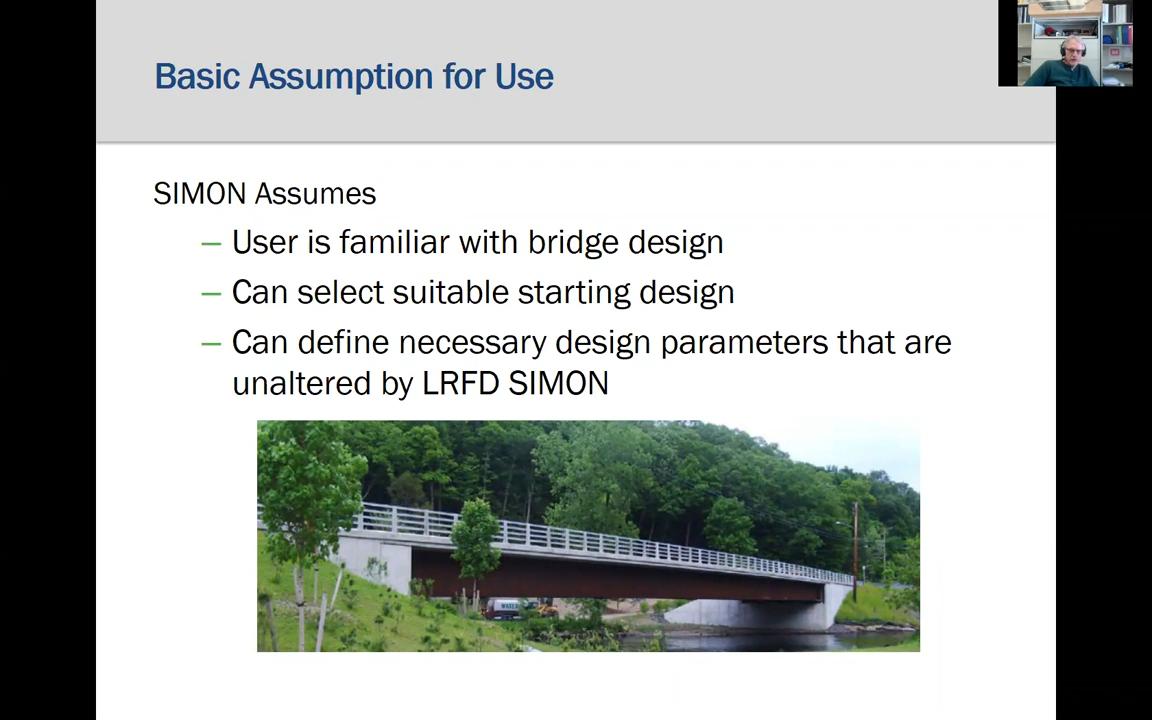 Basic Assumption for Use
SIMON Assumes
– User is familiar with bridge design
– Can select suitable starting design
– Can define necessary design parameters that are
unaltered by LRFD SIMON
WATER